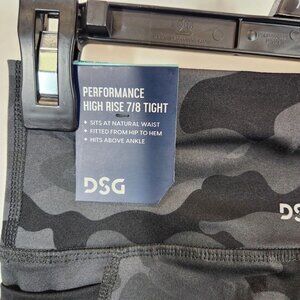 PERFORMANCE
HIGH RISE 7/8 TIGHT
• SITS AT NATURAL WAIST
• FITTED FROM HIP TO HEM
• HITS ABOVE ANKLE
DSG
DS